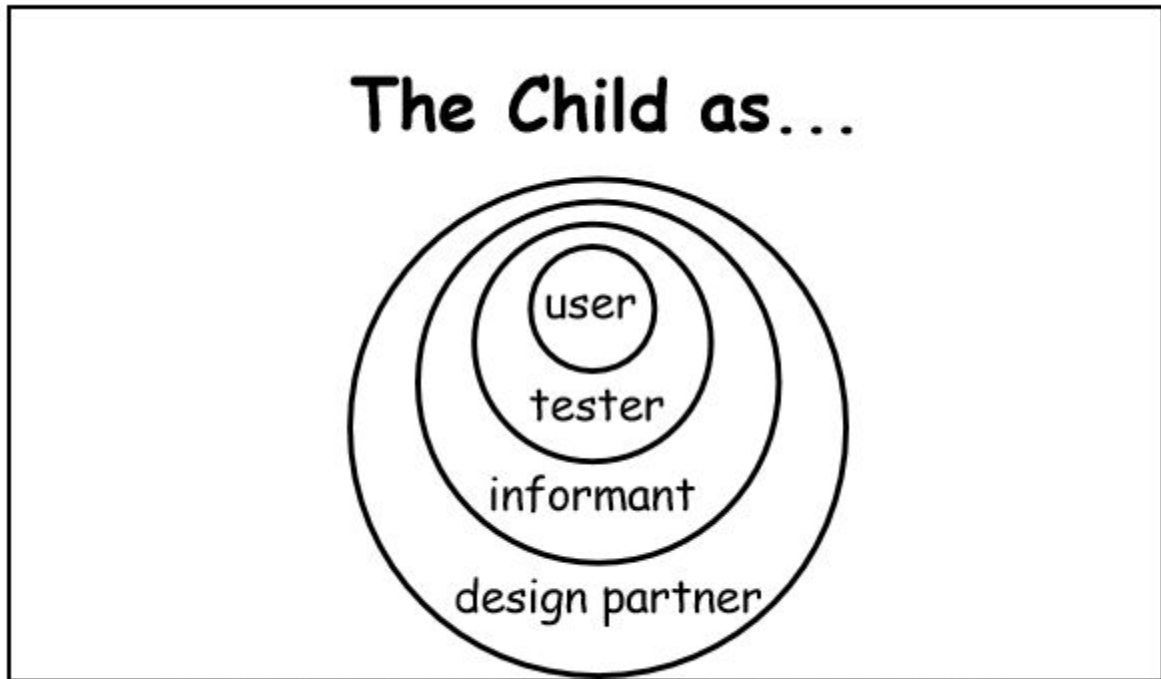 The Child as...
user
tester
informant
design partner